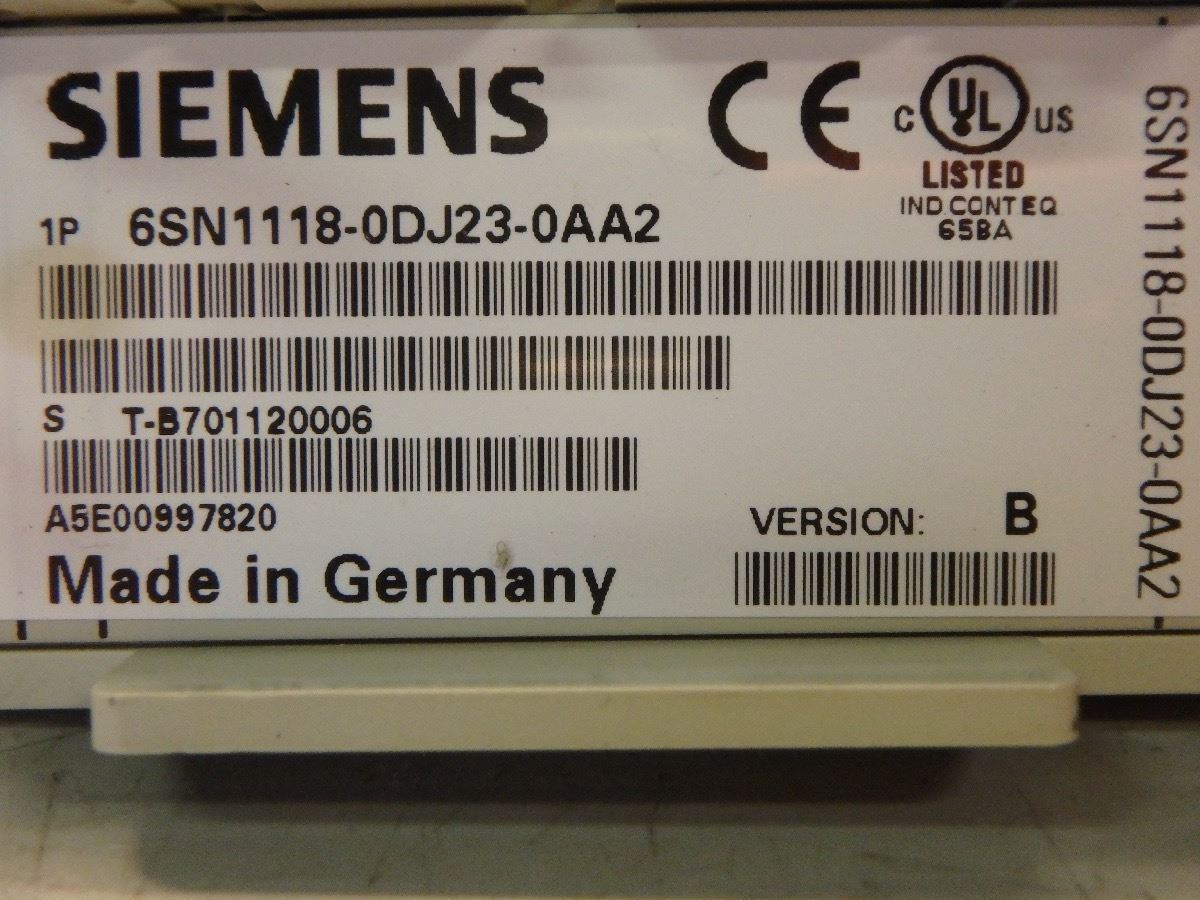 SIEMENS
CE
C UL US
LISTED
IND CONT EQ
65BA
1P 6SN1118-0DJ23-0AA2
S T-B701120006
A5E00997820
VERSION: B
Made in Germany
6SN1118-0DJ23-0AA2